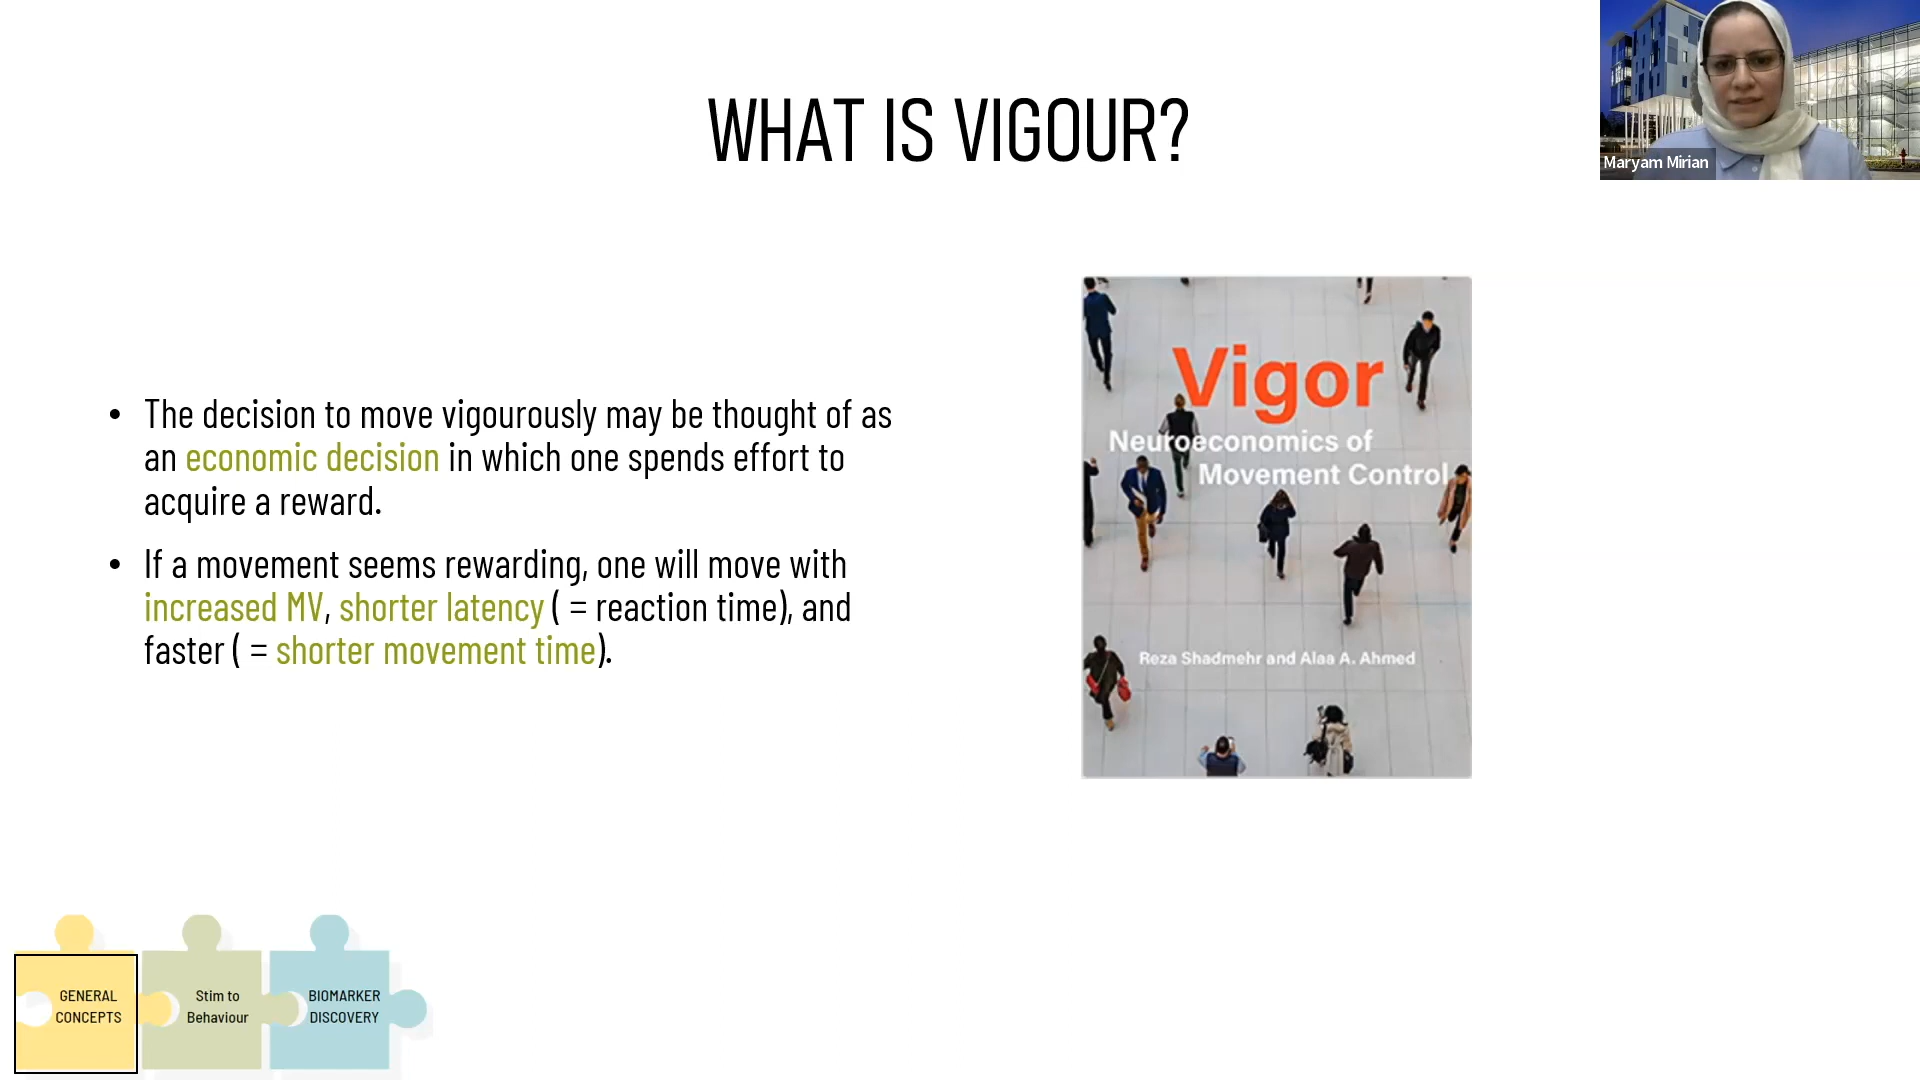 WHAT IS VIGOUR?
Maryam Mirian
• The decision to move vigourously may be thought of as
an economic decision in which one spends effort to
acquire a reward.
• If a movement seems rewarding, one will move with
increased MV, shorter latency ( = reaction time), and
faster ( = shorter movement time).
Vigor
Neuroeconomics of
Movement Control
Reza Shadmehr and Alaa A. Ahmed
GENERAL
CONCEPTS
Stim to
Behaviour
BIOMARKER
DISCOVERY